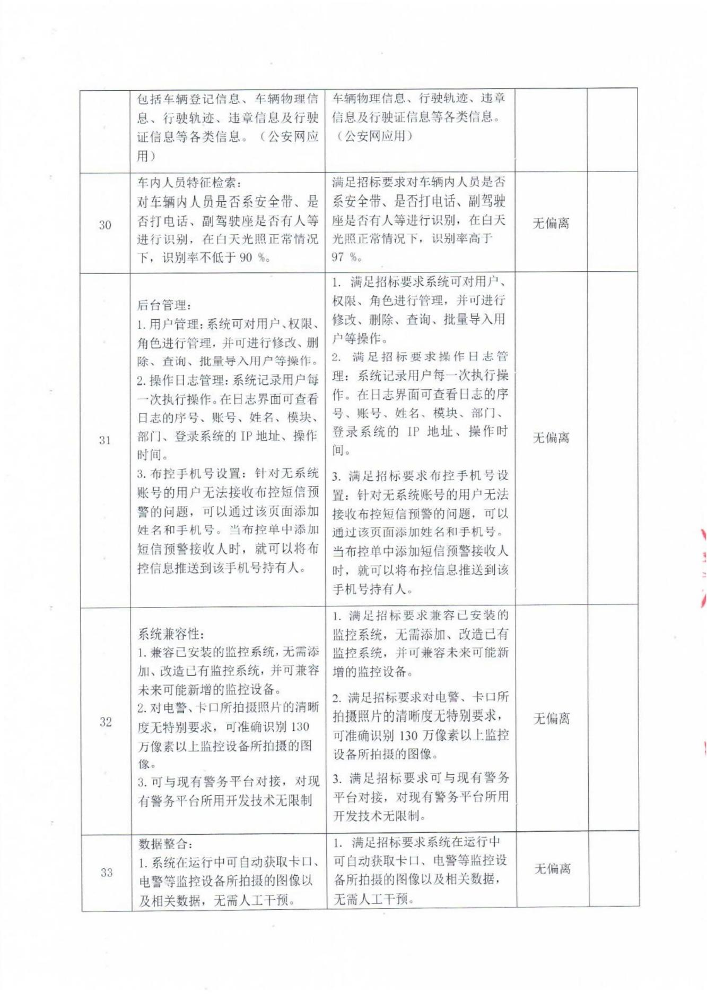 包括车辆登记信息、车辆物理信
息、行驶轨迹、违章信息及行驶
证信息等各类信息。（公安网应
用）
车辆物理信息、行驶轨迹、违章
信息及行驶证信息等各类信息。
（公安网应用）
30
车内人员特征检索：
对车辆内人员是否系安全带、是
否打电话、副驾驶座是否有人等
进行识别，在白天光照正常情况
下，识别率不低于 90 %。
满足招标要求对车辆内人员是否
系安全带、是否打电话、副驾驶
座是否有人等进行识别，在白天
光照正常情况下，识别率高于
97 %。
无偏离
31
后台管理：
1.用户管理：系统可对用户、权限、
角色进行管理，并可进行修改、删
除、查询、批量导入用户等操作。
2.操作日志管理：系统记录用户每
一次执行操作。在日志界面可查看
日志的序号、账号、姓名、模块、
部门、登录系统的 IP 地址、操作
时间。
3.布控手机号设置：针对无系统
账号的用户无法接收布控短信预
警的问题，可以通过该页面添加
姓名和手机号。当布控单中添加
短信预警接收人时，就可以将布
控信息推送到该手机号持有人。
1. 满足招标要求系统可对用户、
权限、角色进行管理，并可进行
修改、删除、查询、批量导入用
户等操作。
2. 满足招标要求操作日志管
理：系统记录用户每一次执行操
作。在日志界面可查看日志的序
号、账号、姓名、模块、部门、
登录系统的 IP 地址、操作时
间。
3. 满足招标要求布控手机号设
置：针对无系统账号的用户无法
接收布控短信预警的问题，可以
通过该页面添加姓名和手机号。
当布控单中添加短信预警接收人
时，就可以将布控信息推送到该
手机号持有人。
无偏离
32
系统兼容性：
1.兼容已安装的监控系统，无需添
加、改造已有监控系统，并可兼容
未来可能新增的监控设备。
2.对电警、卡口所拍摄照片的清晰
度无特别要求，可准确识别 130
万像素以上监控设备所拍摄的图
像。
3.可与现有警务平台对接，对现
有警务平台所用开发技术无限制
1. 满足招标要求兼容已安装的
监控系统，无需添加、改造已有
监控系统，并可兼容未来可能新
增的监控设备。
2. 满足招标要求对电警、卡口所
拍摄照片的清晰度无特别要求，
可准确识别 130 万像素以上监控
设备所拍摄的图像。
3. 满足招标要求可与现有警务
平台对接，对现有警务平台所用
开发技术无限制。
无偏离
33
数据整合：
1.系统在运行中可自动获取卡口、
电警等监控设备所拍摄的图像以
及相关数据，无需人工干预。
1. 满足招标要求系统在运行中
可自动获取卡口、电警等监控设
备所拍摄的图像以及相关数据，
无需人工干预。
无偏离